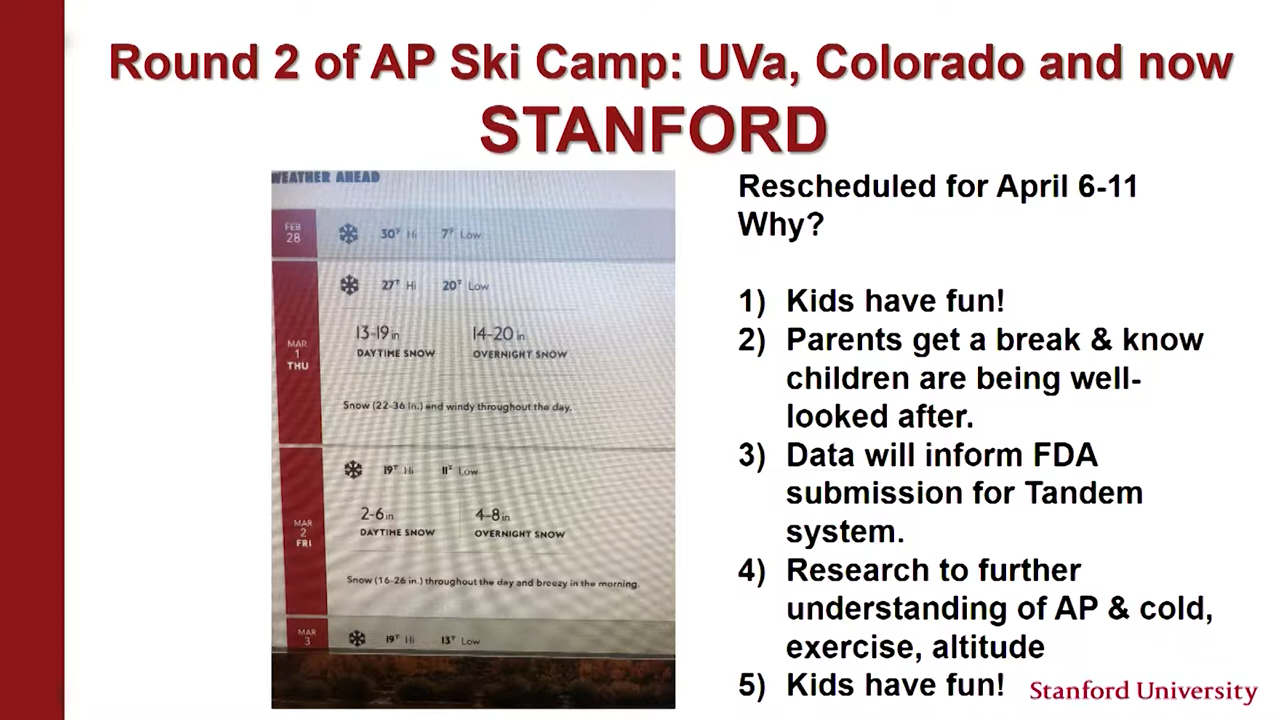 Round 2 of AP Ski Camp: UVa, Colorado and now
STANFORD
WEATHER AHEAD
FEB
28
30°F Hi 7°F Low
27°F Hi 20°F Low
MAR
1
THU
13-19 in 14-20 in
DAYTIME SNOW OVERNIGHT SNOW
Snow (22-36 in.) and windy throughout the day.
19°F Hi 11°F Low
MAR
2
FRI
2-6 in 4-8 in
DAYTIME SNOW OVERNIGHT SNOW
Snow (16-26 in.) throughout the day and breezy in the morning.
MAR
3
19°F Hi 13°F Low
Rescheduled for April 6-11
Why?
1) Kids have fun!
2) Parents get a break & know
children are being well-
looked after.
3) Data will inform FDA
submission for Tandem
system.
4) Research to further
understanding of AP & cold,
exercise, altitude
5) Kids have fun!
Stanford University